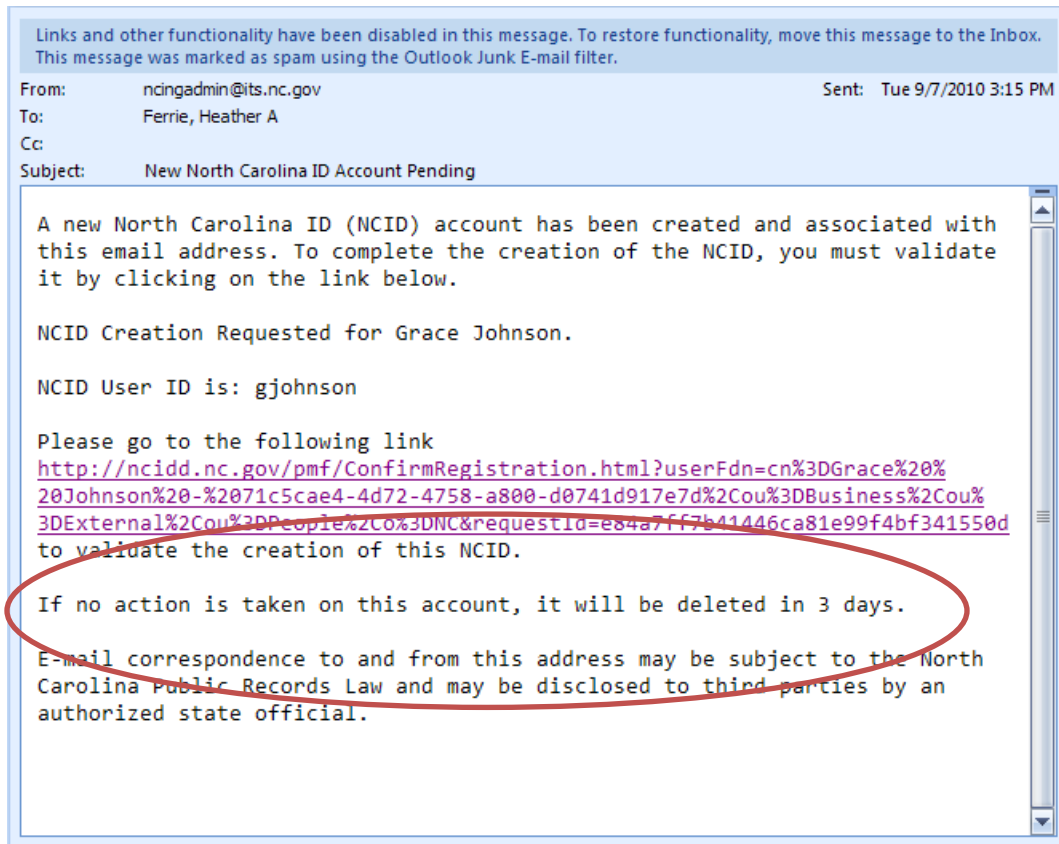 Links and other functionality have been disabled in this message. To restore functionality, move this message to the Inbox.
This message was marked as spam using the Outlook Junk E-mail filter.
From: ncingadmin@its.nc.gov Sent: Tue 9/7/2010 3:15 PM
To: Ferrie, Heather A
Cc:
Subject: New North Carolina ID Account Pending
A new North Carolina ID (NCID) account has been created and associated with
this email address. To complete the creation of the NCID, you must validate
it by clicking on the link below.
NCID Creation Requested for Grace Johnson.
NCID User ID is: gjohnson
Please go to the following link
http://ncidd.nc.gov/pmf/ConfirmRegistration.html?userFdn=cn%3DGrace%20%
20Johnson%20-%2071c5cae4-4d72-4758-a800-d0741d917e7d%2Cou%3DBusiness%2Cou%
3DExternal%2Cou%3DPeople%2Co%3DNC&requestId=e84a7ff7b41446ca81e99f4bf341550d
to validate the creation of this NCID.
If no action is taken on this account, it will be deleted in 3 days.
E-mail correspondence to and from this address may be subject to the North
Carolina Public Records Law and may be disclosed to third parties by an
authorized state official.